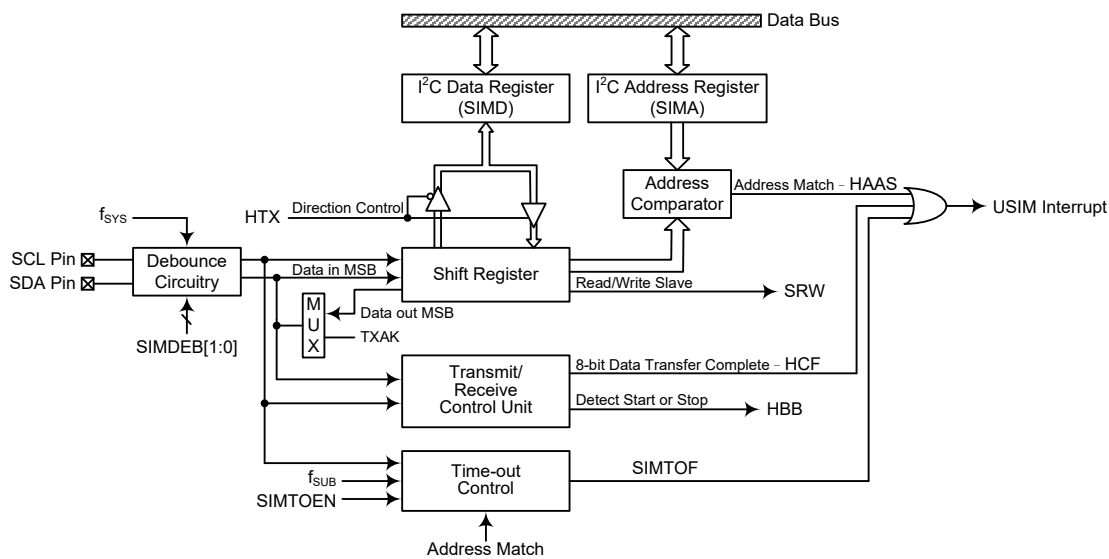 Data Bus
I²C Data Register
(SIMD)
I²C Address Register
(SIMA)
Address
Comparator
Address Match – HAAS
USIM Interrupt
HTX
Direction Control
fSYS
SCL Pin
SDA Pin
Debounce
Circuitry
SIMDEB[1:0]
Data in MSB
Shift Register
Read/Write Slave
SRW
MUX
Data out MSB
TXAK
Transmit/
Receive
Control Unit
8-bit Data Transfer Complete – HCF
Detect Start or Stop
HBB
fSUB
SIMTOEN
Time-out
Control
SIMTOF
Address Match